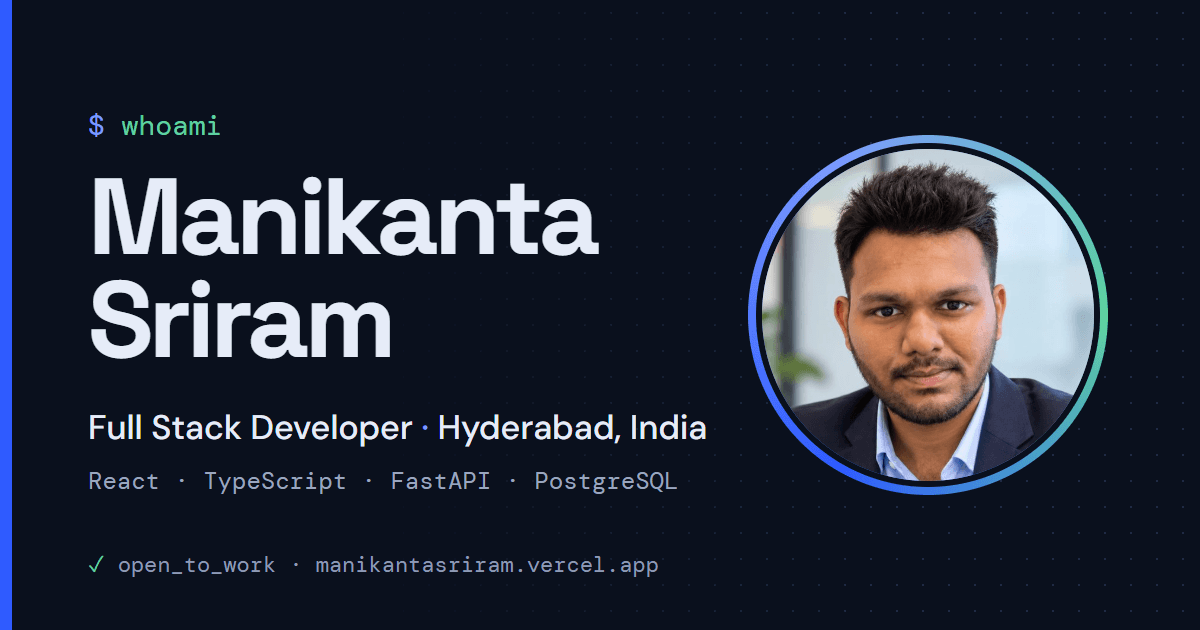 $ whoami
Manikanta
Sriram
Full Stack Developer · Hyderabad, India
React · TypeScript · FastAPI · PostgreSQL
✓ open_to_work · manikantasriram.vercel.app